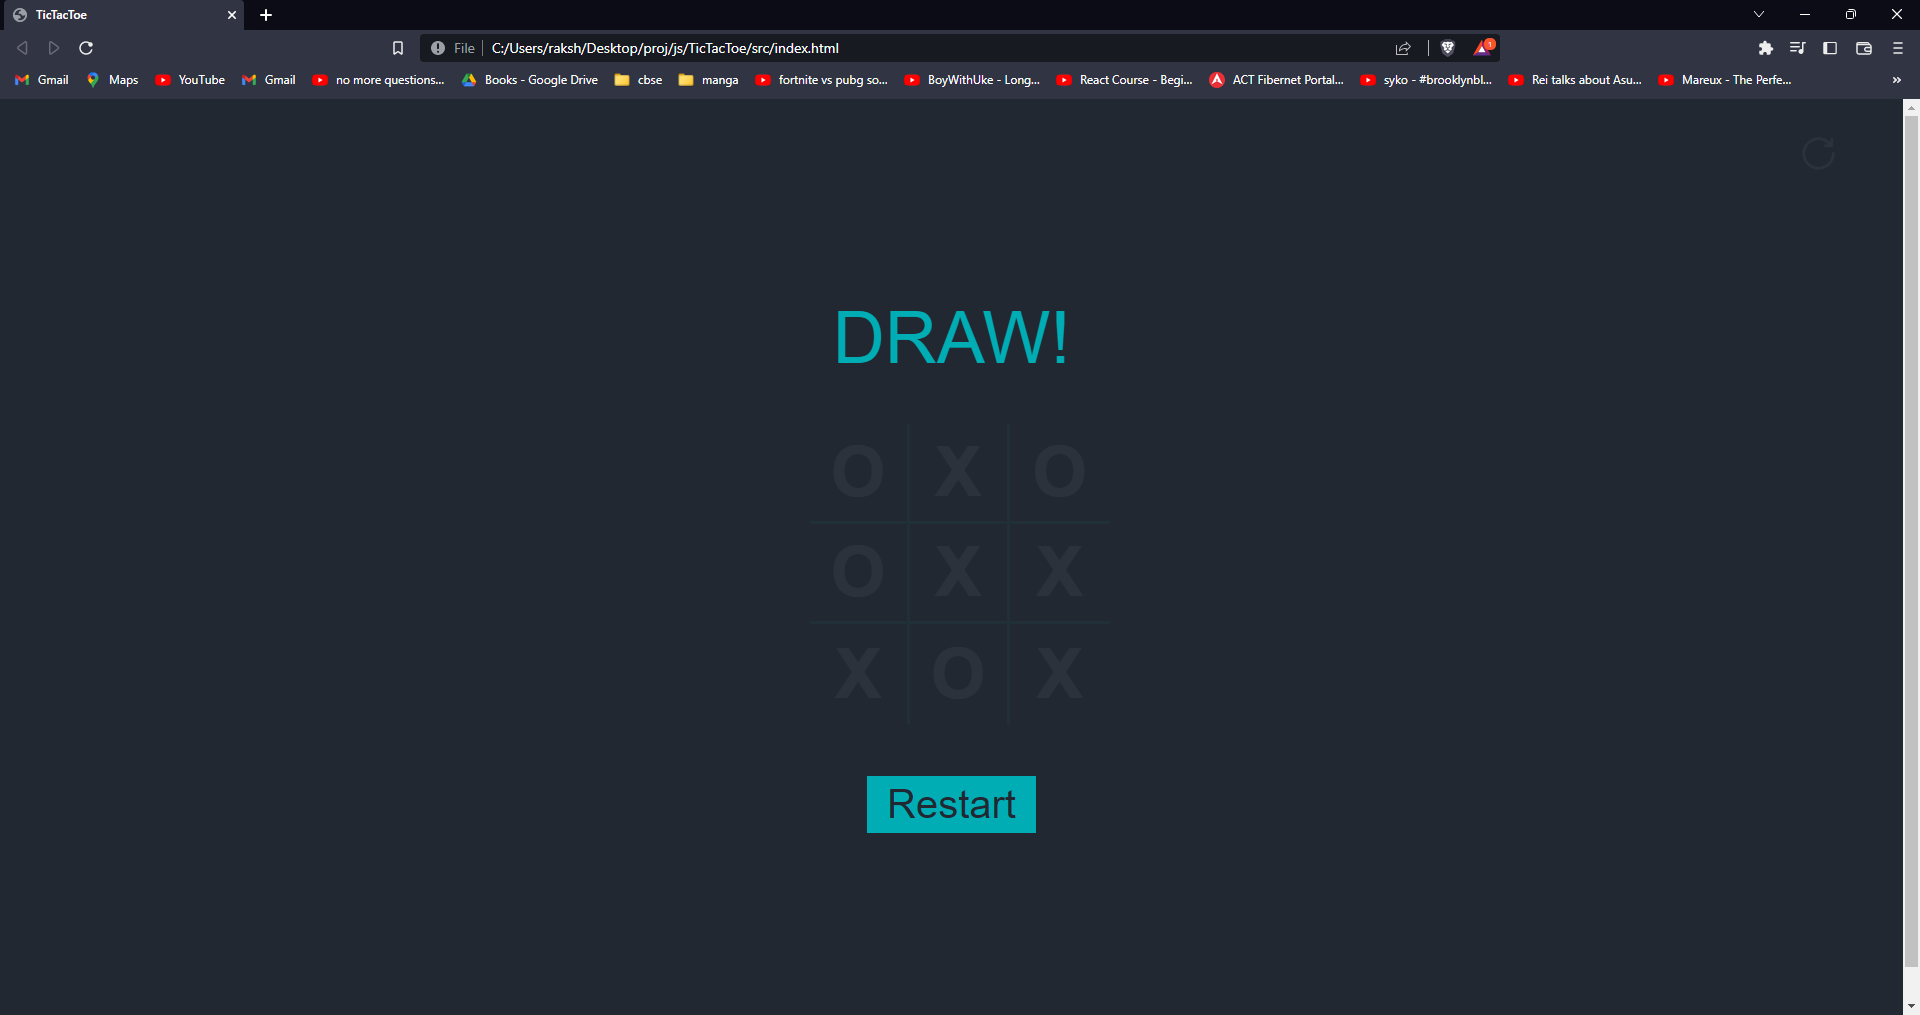 TicTacToe
File C:/Users/raksh/Desktop/proj/js/TicTacToe/src/index.html
1
Gmail Maps YouTube Gmail no more questions... Books - Google Drive cbse manga fortnite vs pubg so... BoyWithUke - Long... React Course - Begi... ACT Fibernet Portal... syko - #brooklynbl... Rei talks about Asu... Mareux - The Perfe... »
DRAW!
O X O
O X X
X O X
Restart